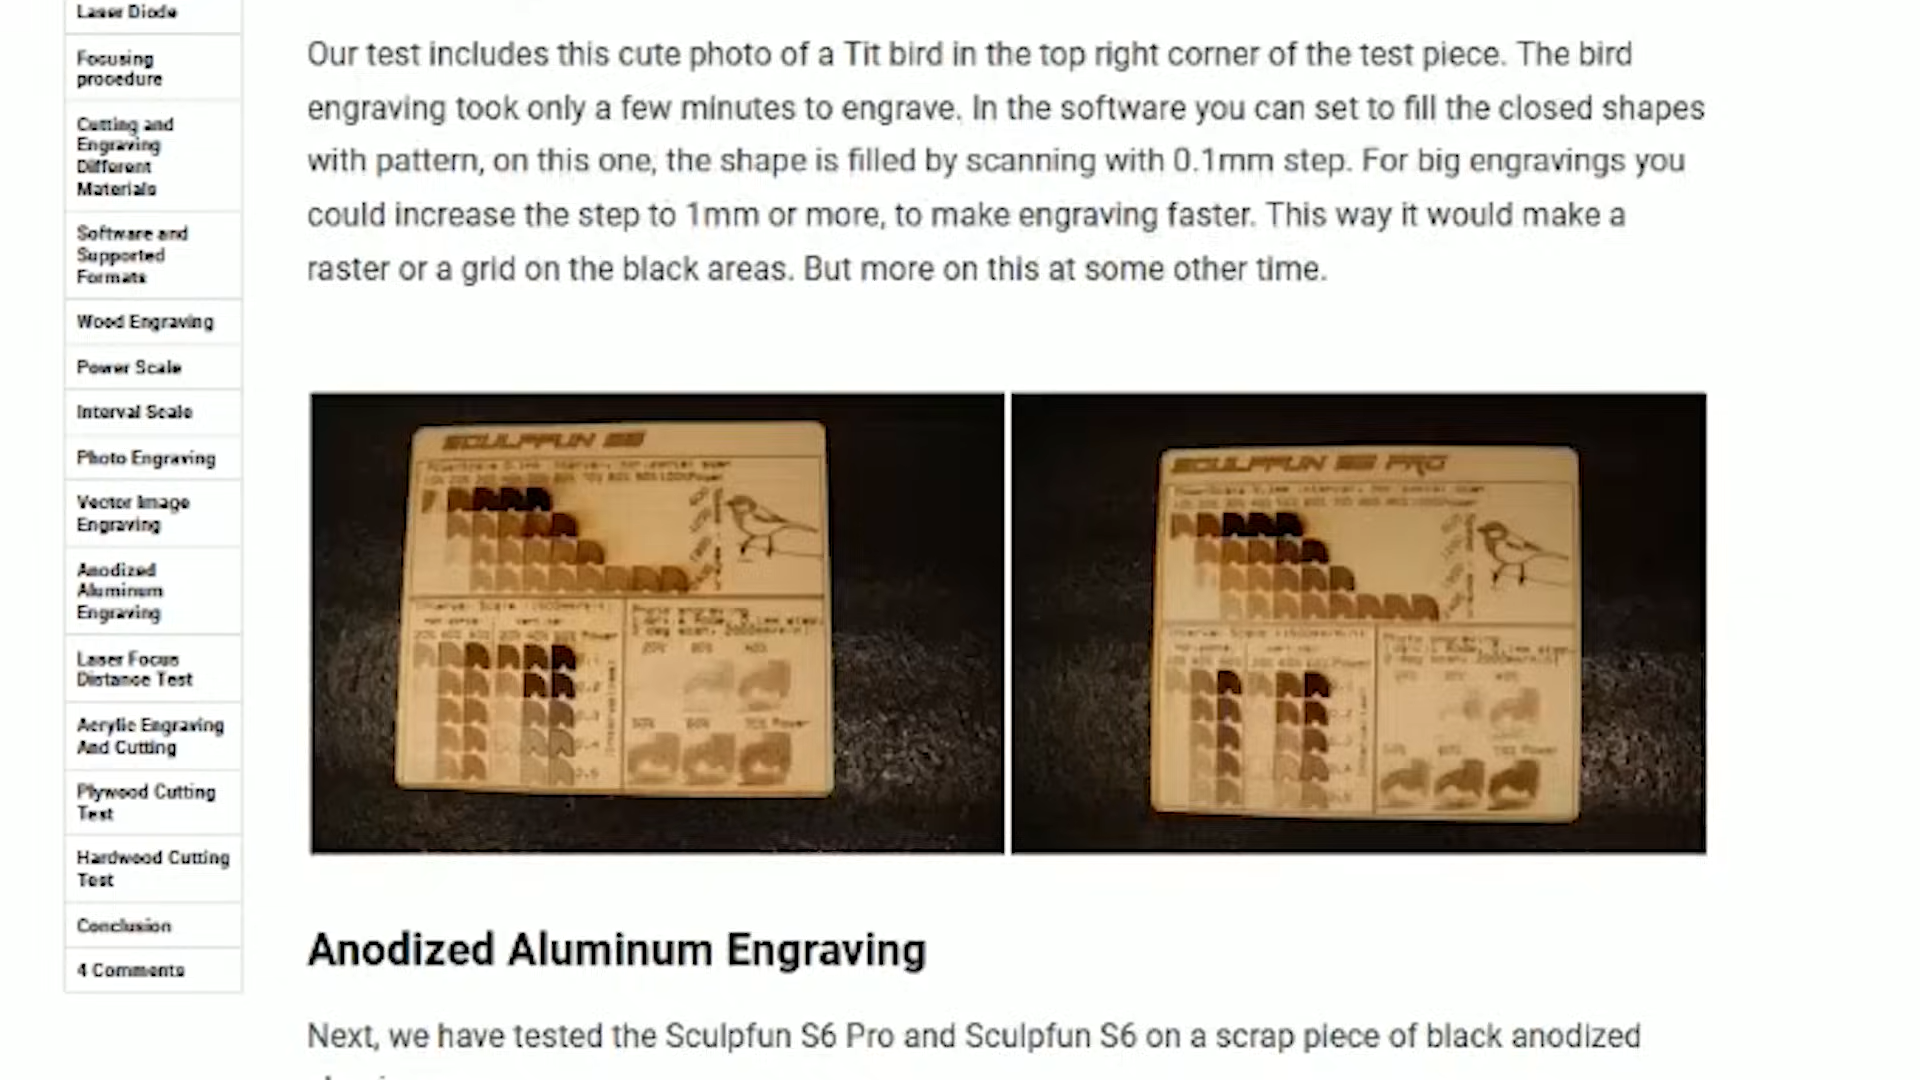 Laser Diode
Focusing
procedure
Cutting and
Engraving
Different
Materials
Software and
Supported
Formats
Wood Engraving
Power Scale
Interval Scale
Photo Engraving
Vector Image
Engraving
Anodized
Aluminum
Engraving
Laser Focus
Distance Test
Acrylic Engraving
And Cutting
Plywood Cutting
Test
Hardwood Cutting
Test
Conclusion
4 Comments
Our test includes this cute photo of a Tit bird in the top right corner of the test piece. The bird
engraving took only a few minutes to engrave. In the software you can set to fill the closed shapes
with pattern, on this one, the shape is filled by scanning with 0.1mm step. For big engravings you
could increase the step to 1mm or more, to make engraving faster. This way it would make a
raster or a grid on the black areas. But more on this at some other time.
SCULPFUN S6
SCULPFUN S6 PRO
Anodized Aluminum Engraving
Next, we have tested the Sculpfun S6 Pro and Sculpfun S6 on a scrap piece of black anodized